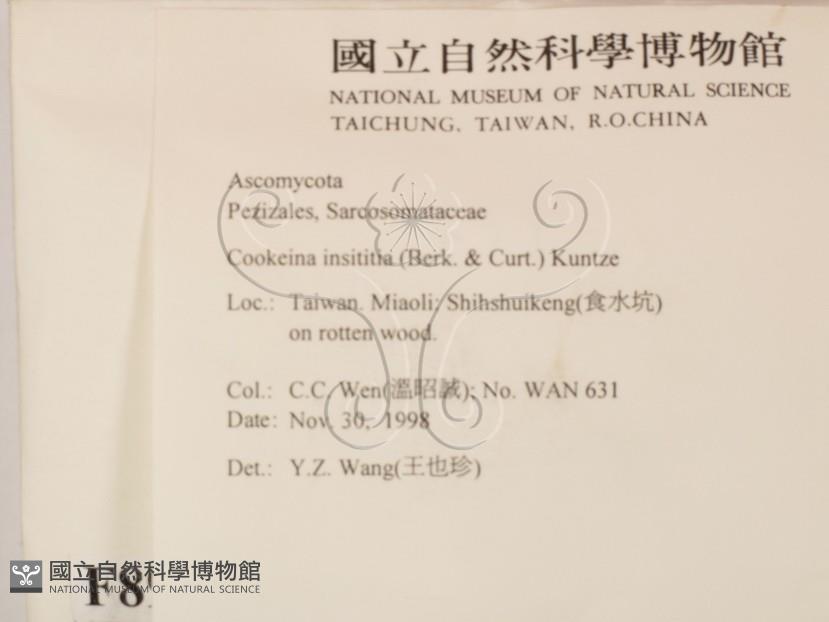 國立自然科學博物館
NATIONAL MUSEUM OF NATURAL SCIENCE
TAICHUNG, TAIWAN, R.O.CHINA
Ascomycota
Pezizales, Sarcosomataceae
Cookeina insititia (Berk. & Curt.) Kuntze
Loc.: Taiwan. Miaoli; Shihshuikeng(食水坑)
on rotten wood.
Col.: C.C. Wen(溫昭誠); No. WAN 631
Date: Nov. 30, 1998
Det.: Y.Z. Wang(王也珍)
國立自然科學博物館
NATIONAL MUSEUM OF NATURAL SCIENCE